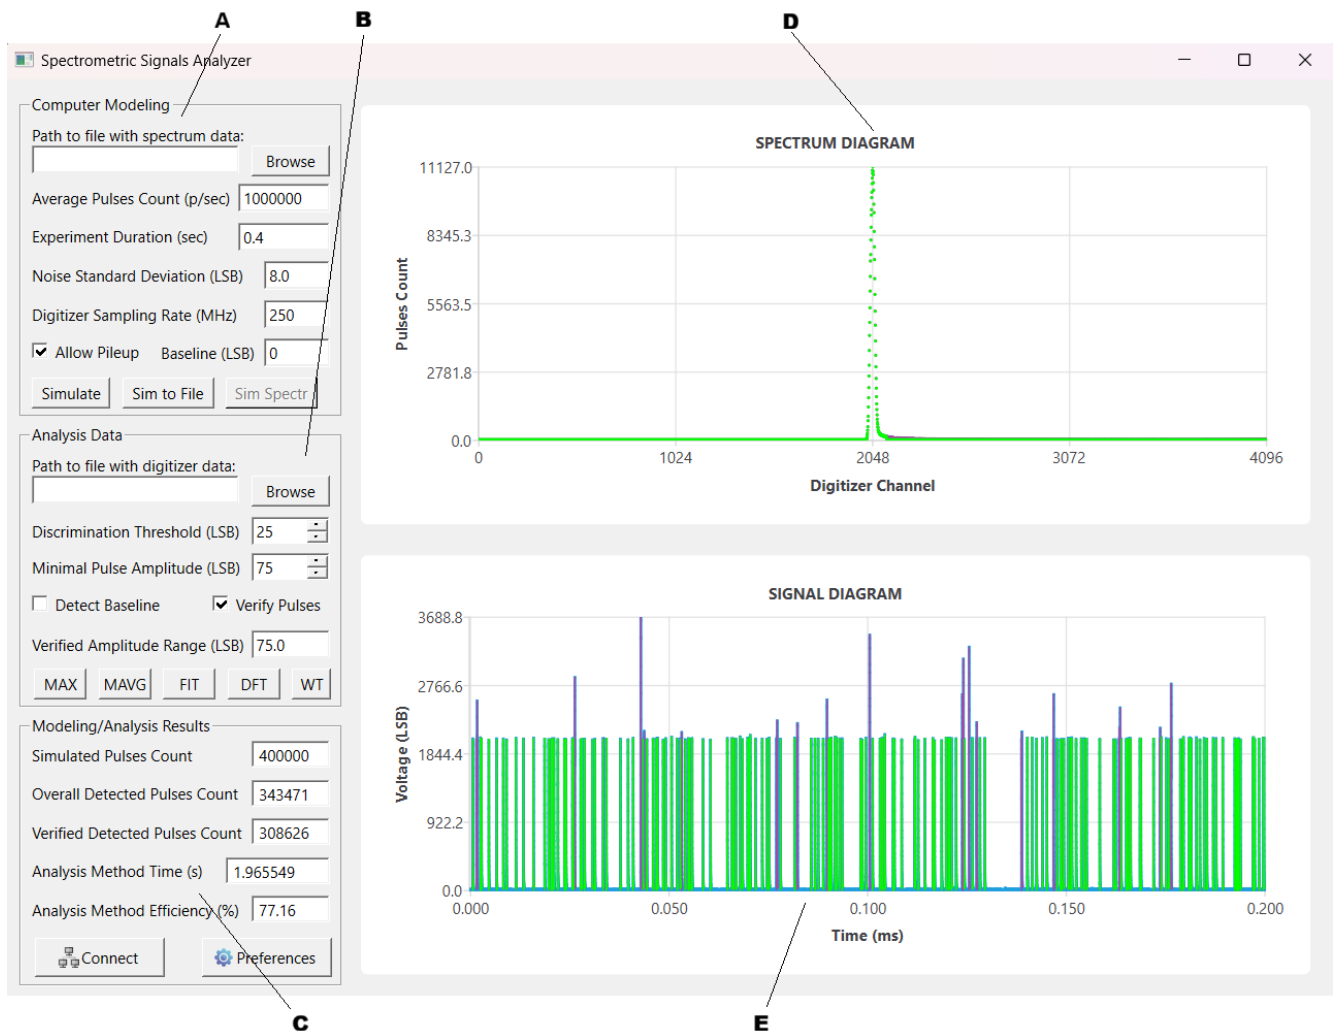 A B D
Spectrometric Signals Analyzer
Computer Modeling
Path to file with spectrum data:
Browse
Average Pulses Count (p/sec) 1000000
Experiment Duration (sec) 0.4
Noise Standard Deviation (LSB) 8.0
Digitizer Sampling Rate (MHz) 250
Allow Pileup Baseline (LSB) 0
Simulate Sim to File Sim Spectr
Analysis Data
Path to file with digitizer data:
Browse
Discrimination Threshold (LSB) 25
Minimal Pulse Amplitude (LSB) 75
Detect Baseline Verify Pulses
Verified Amplitude Range (LSB) 75.0
MAX MAVG FIT DFT WT
Modeling/Analysis Results
Simulated Pulses Count 400000
Overall Detected Pulses Count 343471
Verified Detected Pulses Count 308626
Analysis Method Time (s) 1.965549
Analysis Method Efficiency (%) 77.16
Connect Preferences
SPECTRUM DIAGRAM
Pulses Count
11127.0
8345.3
5563.5
2781.8
0.0
0 1024 2048 3072 4096
Digitizer Channel
SIGNAL DIAGRAM
Voltage (LSB)
3688.8
2766.6
1844.4
922.2
0.0
0.000 0.050 0.100 0.150 0.200
Time (ms)
C E